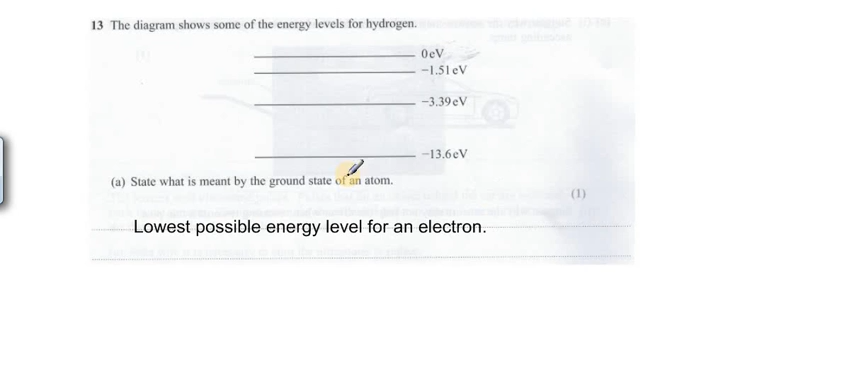 13 The diagram shows some of the energy levels for hydrogen.
0 eV
−1.51 eV
−3.39 eV
−13.6 eV
(a) State what is meant by the ground state of an atom.
(1)
Lowest possible energy level for an electron.